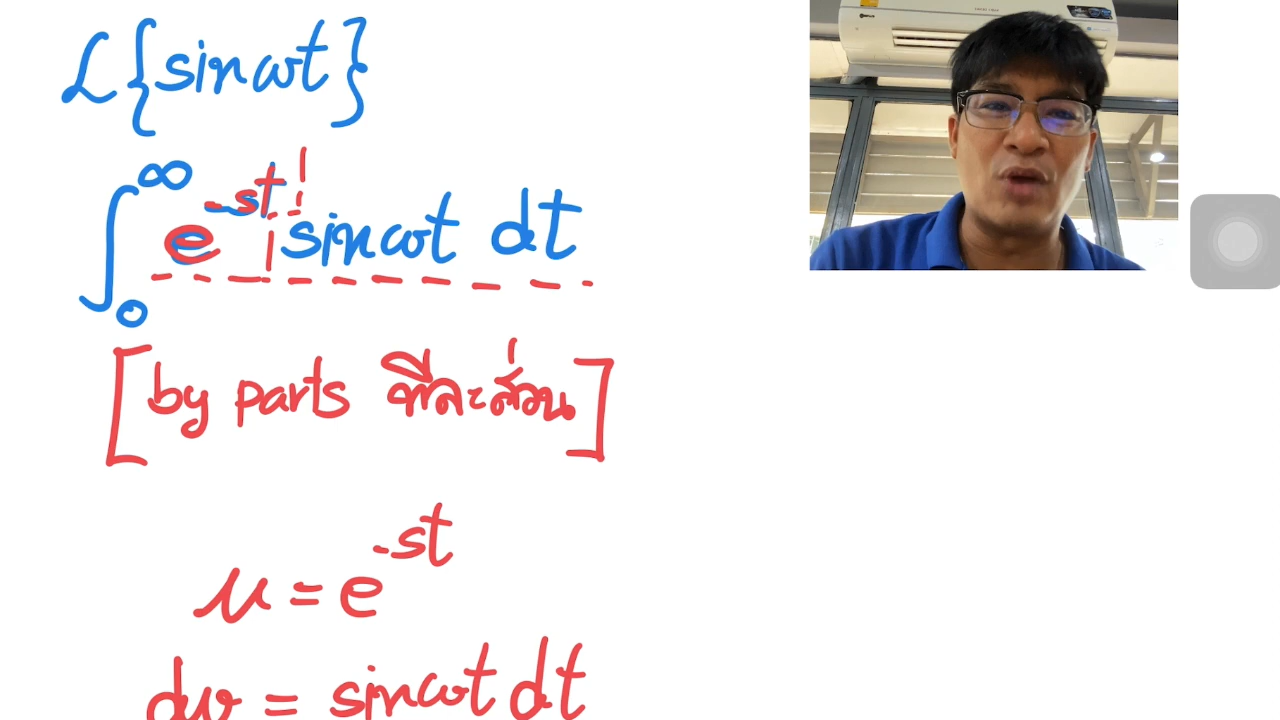 ℒ{sinωt}
∫₀^∞ e^-st sinωt dt
[by parts ทีละส่วน]
u = e^-st
dv = sinωt dt